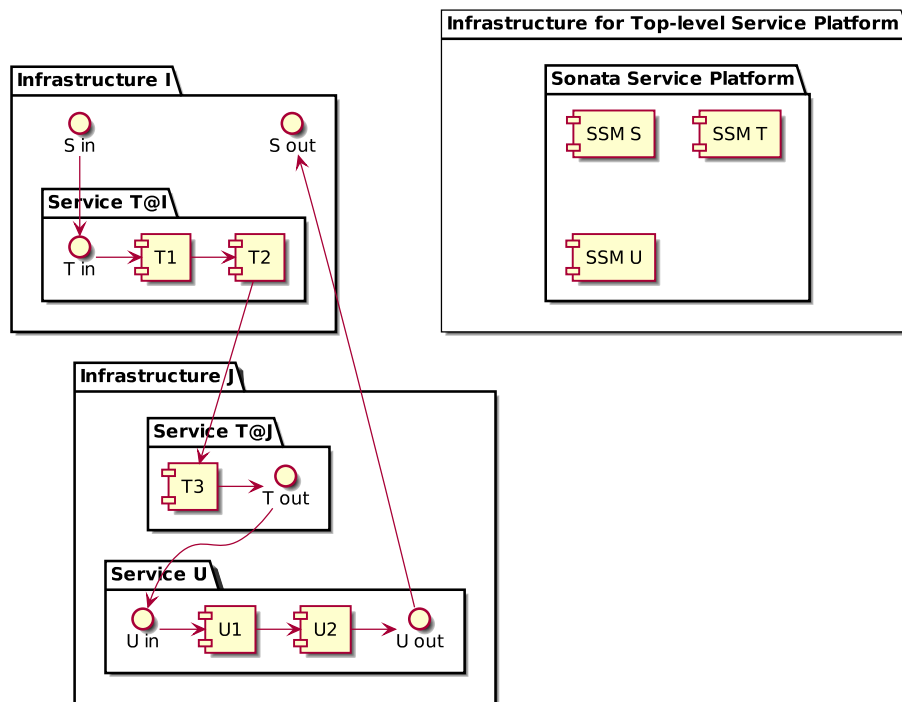 Infrastructure for Top-level Service Platform
Sonata Service Platform
SSM S
SSM T
SSM U
Infrastructure I
S in
S out
Service T@I
T in
T1
T2
Infrastructure J
Service T@J
T3
T out
Service U
U in
U1
U2
U out